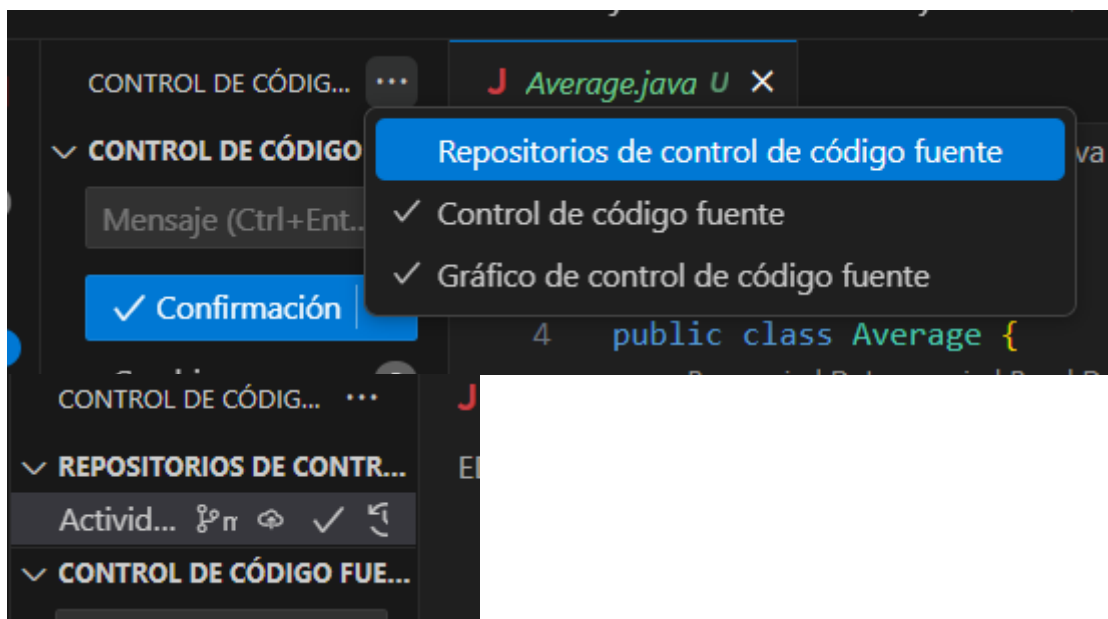 CONTROL DE CÓDIG... ···
J Average.java U ×
CONTROL DE CÓDIGO
Repositorios de control de código fuente
va
Mensaje (Ctrl+Ent..
Control de código fuente
Gráfico de control de código fuente
Confirmación
4 public class Average {
CONTROL DE CÓDIG... ···
J
REPOSITORIOS DE CONTR...
Activid...
CONTROL DE CÓDIGO FUE...